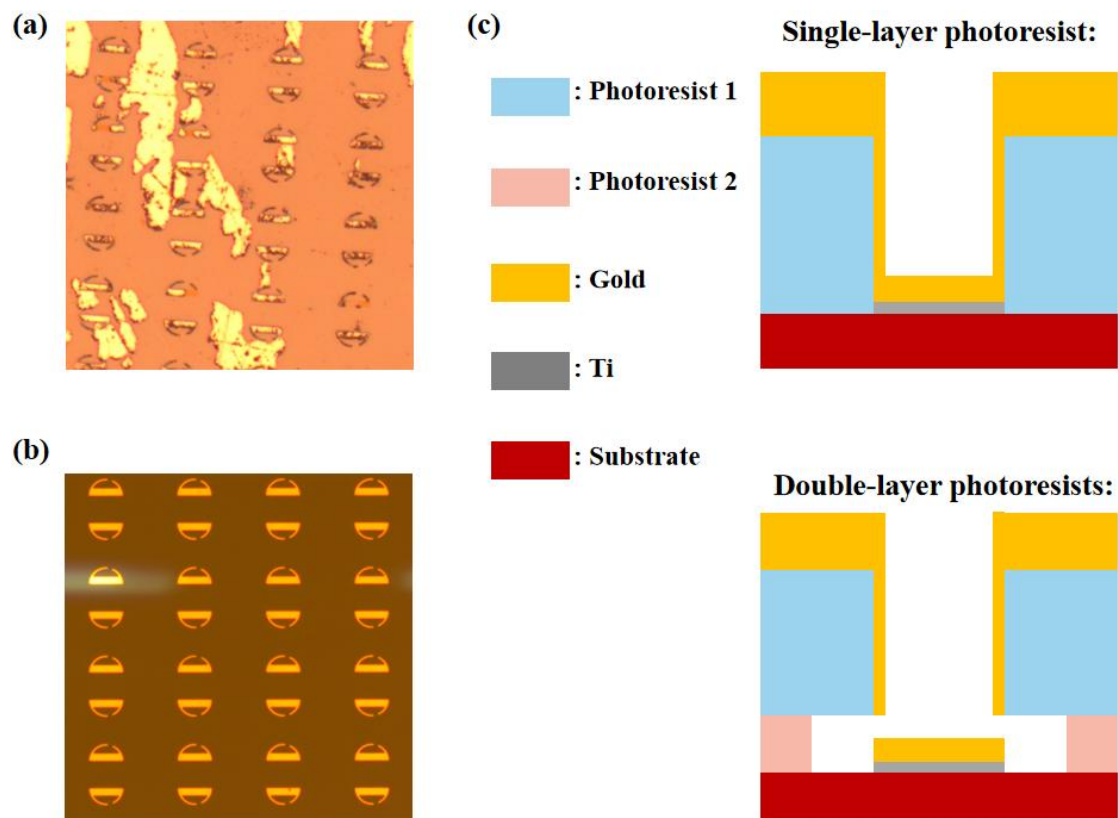 (a)
(b)
(c)
: Photoresist 1
: Photoresist 2
: Gold
: Ti
: Substrate
Single-layer photoresist:
Double-layer photoresists: